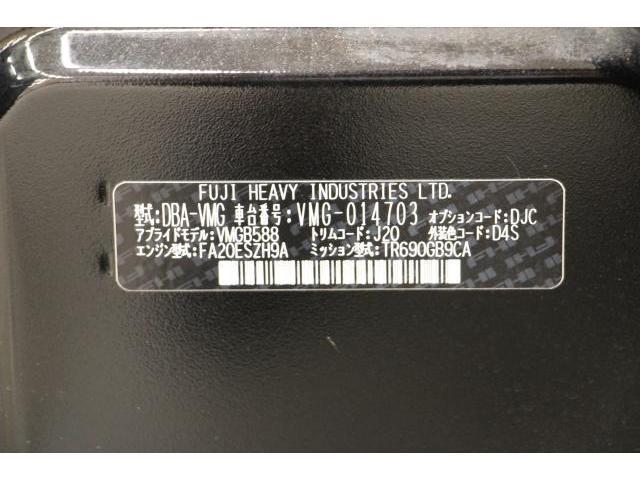 FUJI HEAVY INDUSTRIES LTD.
型式:DBA-VMG 車台番号:VMG-014703 オプションコード:DJC
アプライドモデル:VMGB588 トリムコード:J20 外装色コード:D4S
エンジン型式:FA20ESZH9A ミッション型式:TR690GB9CA